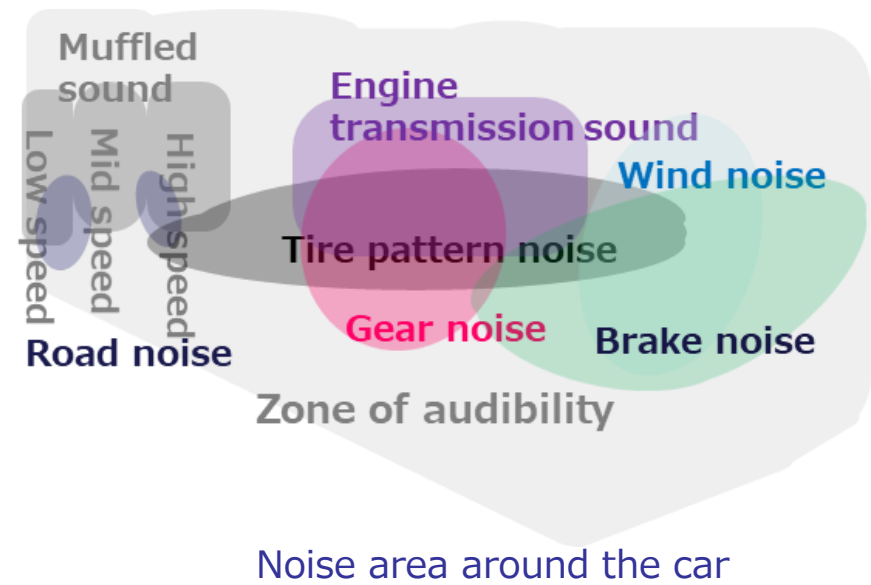 Muffled
sound
Low speed
Mid speed
High speed
Engine
transmission sound
Wind noise
Tire pattern noise
Gear noise
Brake noise
Road noise
Zone of audibility
Noise area around the car